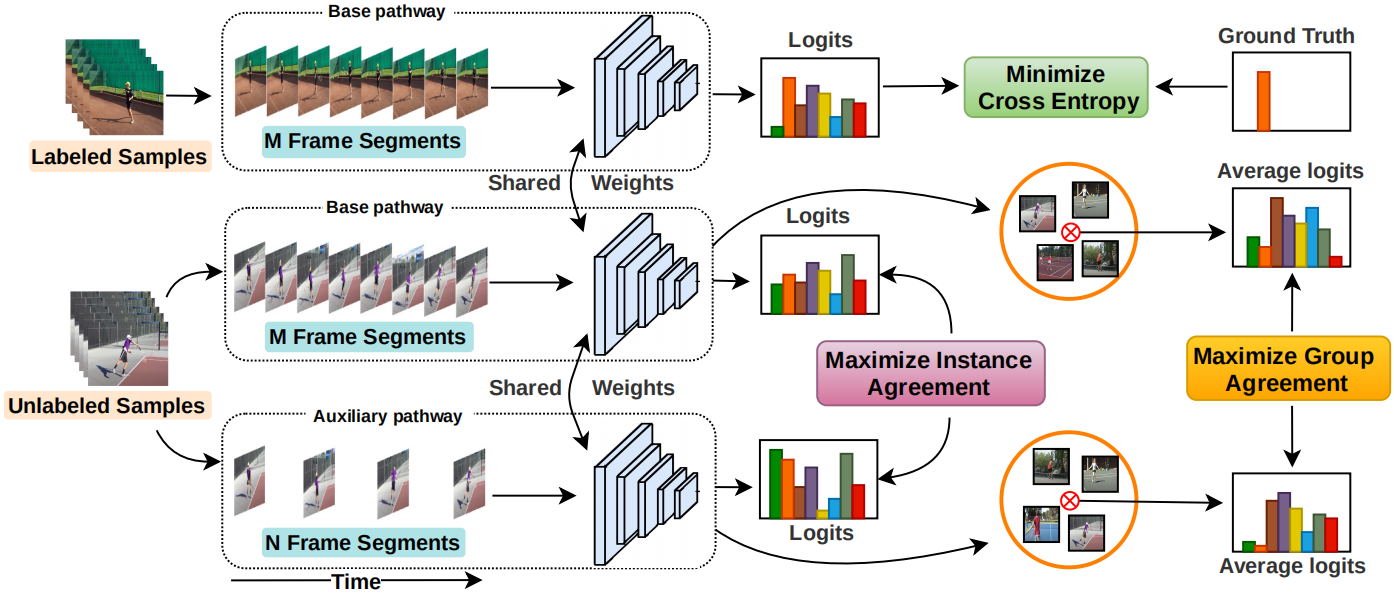 Base pathway
Labeled Samples
M Frame Segments
Logits
Minimize
Cross Entropy
Ground Truth
Shared Weights
Base pathway
Unlabeled Samples
M Frame Segments
Logits
Average logits
Maximize Instance
Agreement
Maximize Group
Agreement
Shared Weights
Auxiliary pathway
N Frame Segments
Time
Logits
Average logits